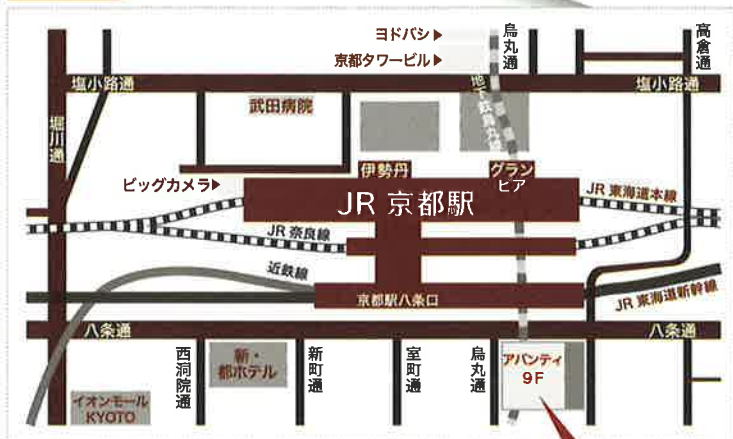 ヨドバシ▶
京都タワービル▶
烏丸通
高倉通
塩小路通
塩小路通
地下鉄烏丸線
堀川通
武田病院
伊勢丹
グラン
ビア
ビッグカメラ▶
JR 京都駅
JR 東海道本線
JR 奈良線
近鉄線
京都駅八条口
JR 東海道新幹線
八条通
八条通
西洞院通
新・
都ホテル
新町通
室町通
烏丸通
アバンティ
9F
イオンモール
KYOTO